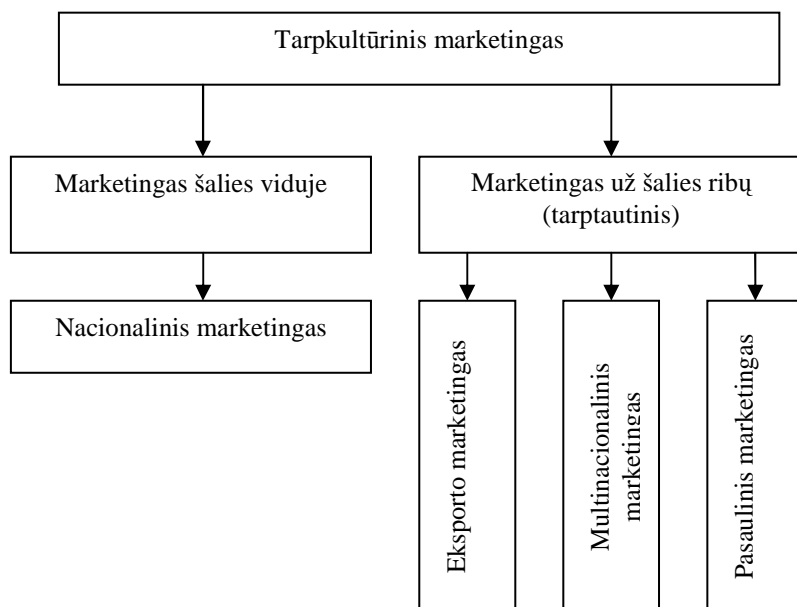 Tarpkultūrinis marketingas
Marketingas šalies viduje
Marketingas už šalies ribų
(tarptautinis)
Nacionalinis marketingas
Eksporto marketingas
Multinacionalinis
marketingas
Pasaulinis marketingas